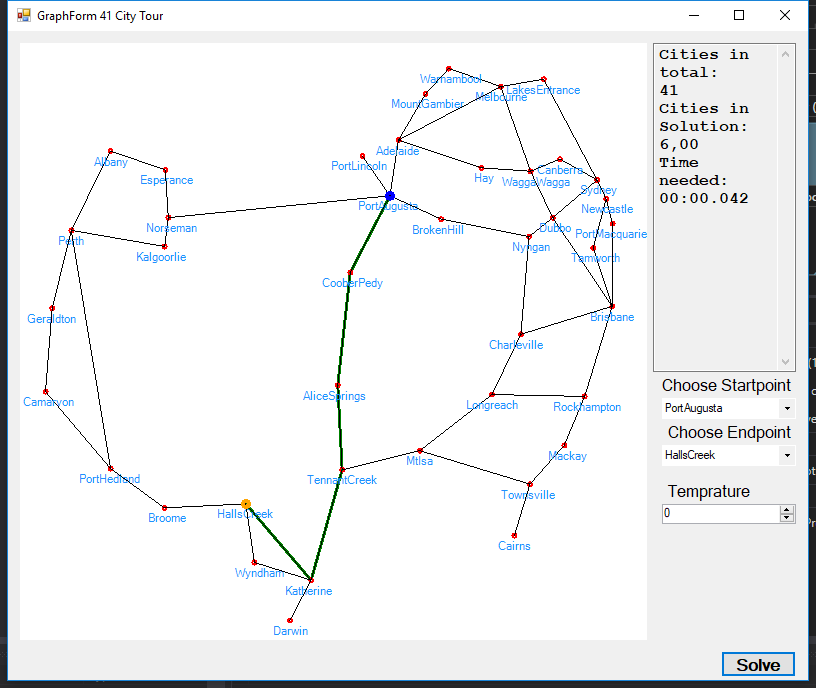 GraphForm 41 City Tour
Cities in
total:
41
Cities in
Solution:
6,00
Time
needed:
00:00.042
Warnambool
LakesEntrance
Melbourne
MountGambier
Adelaide
PortLincoln
Canberra
Hay
WaggaWagga
Sydney
Albany
Esperance
PortAugusta
Newcastle
Norseman
BrokenHill
Dubbo
PortMacquarie
Perth
Nyngan
Kalgoorlie
Tamworth
CooberPedy
Geraldton
Brisbane
Charleville
AliceSprings
Camarvon
Longreach
Rockhampton
MtIsa
Mackay
PortHedland
TennantCreek
Townsville
Broome
HallsCreek
Cairns
Wyndham
Katherine
Darwin
Choose Startpoint
PortAugusta
Choose Endpoint
HallsCreek
Temprature
0
Solve